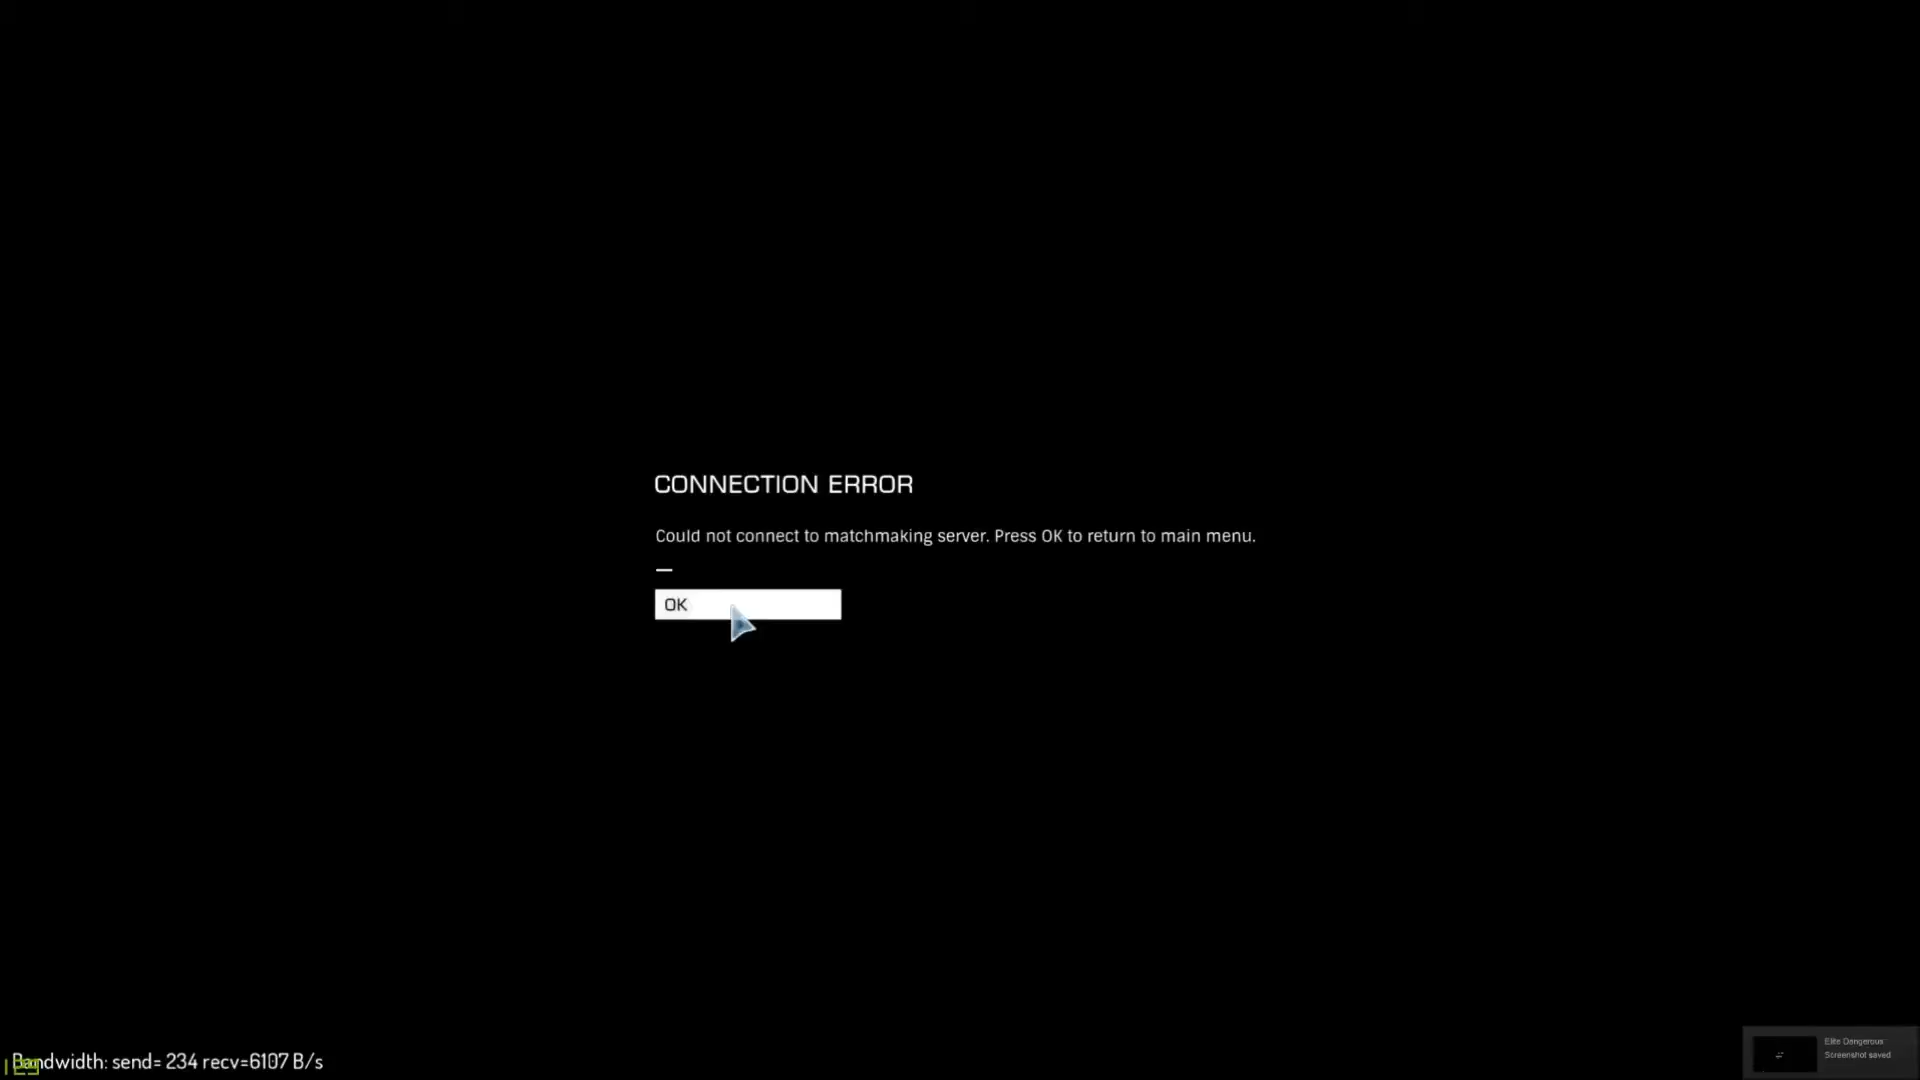 CONNECTION ERROR
Could not connect to matchmaking server. Press OK to return to main menu.
OK
Bandwidth: send= 234 recv=6107 B/s
129
Elite Dangerous
Screenshot saved